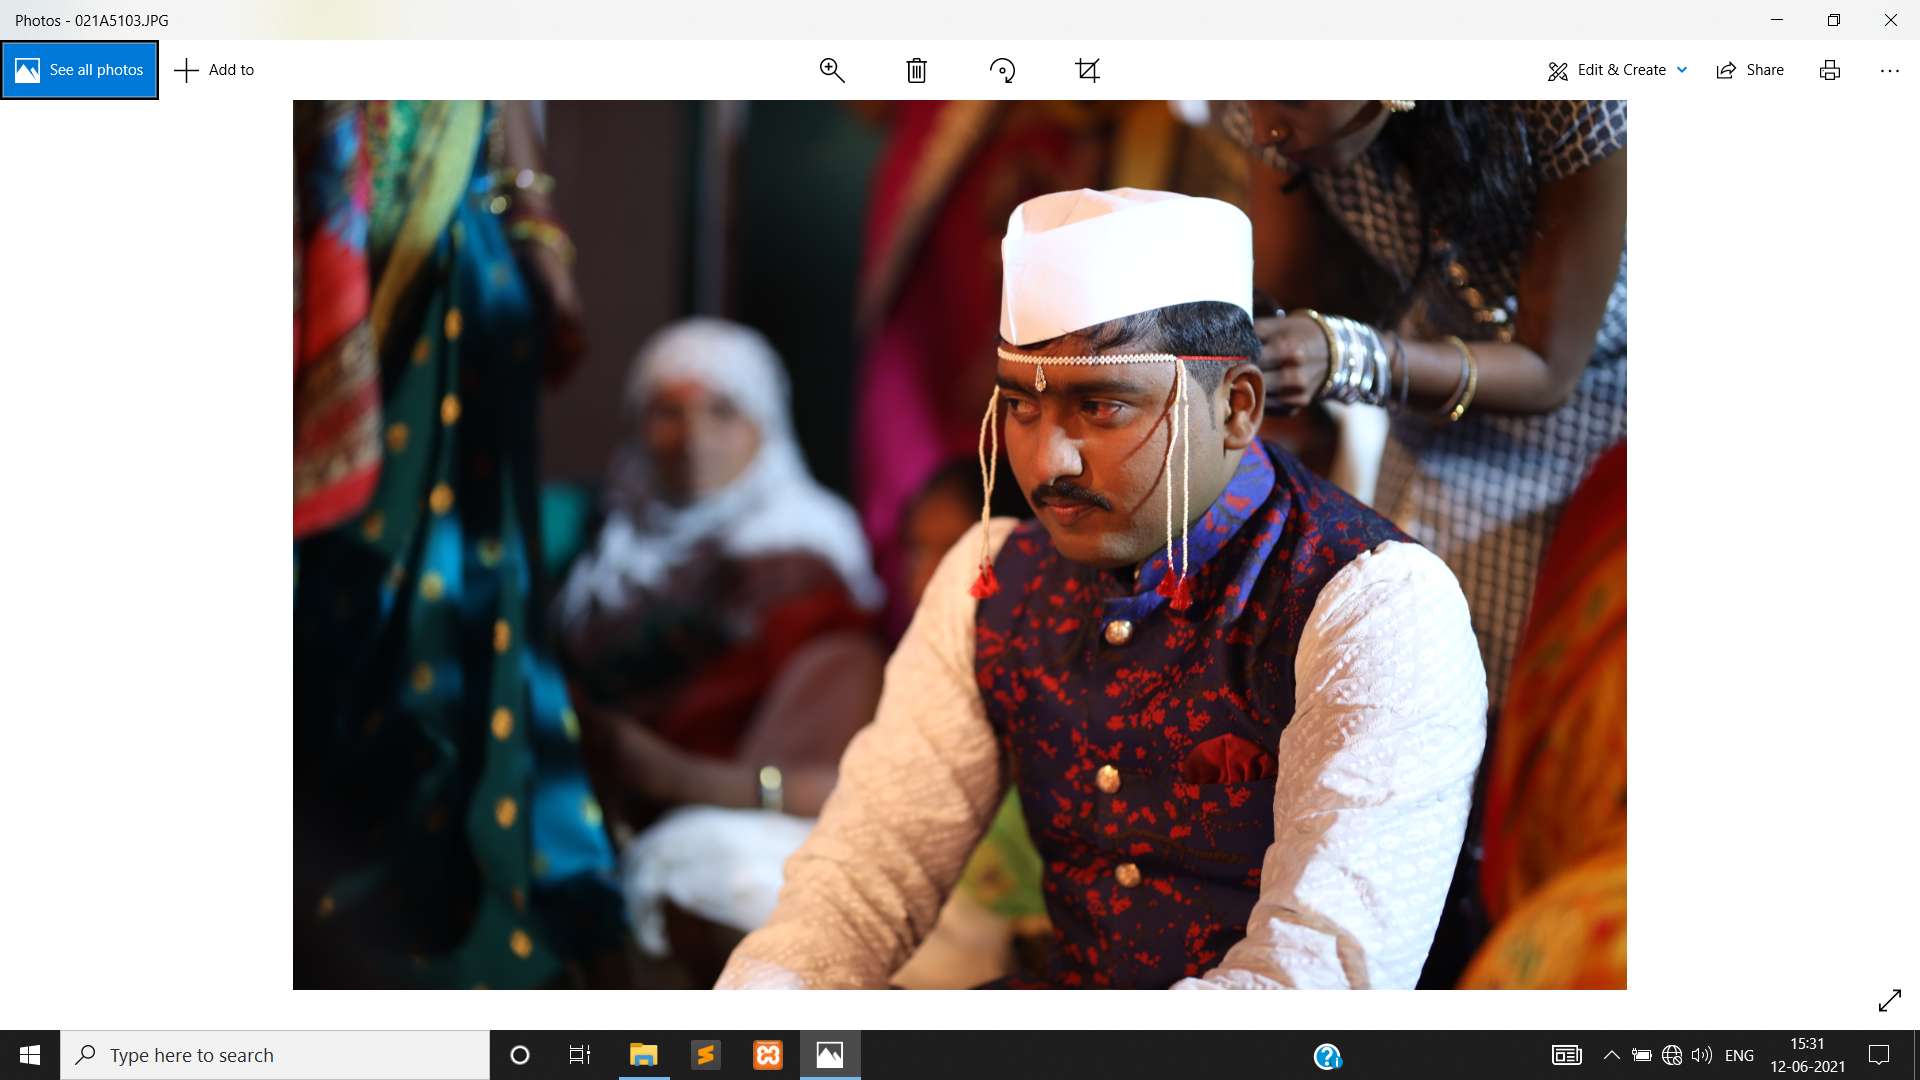 Photos - 021A5103.JPG
See all photos
Add to
Edit & Create
Share
Type here to search
ENG
15:31
12-06-2021